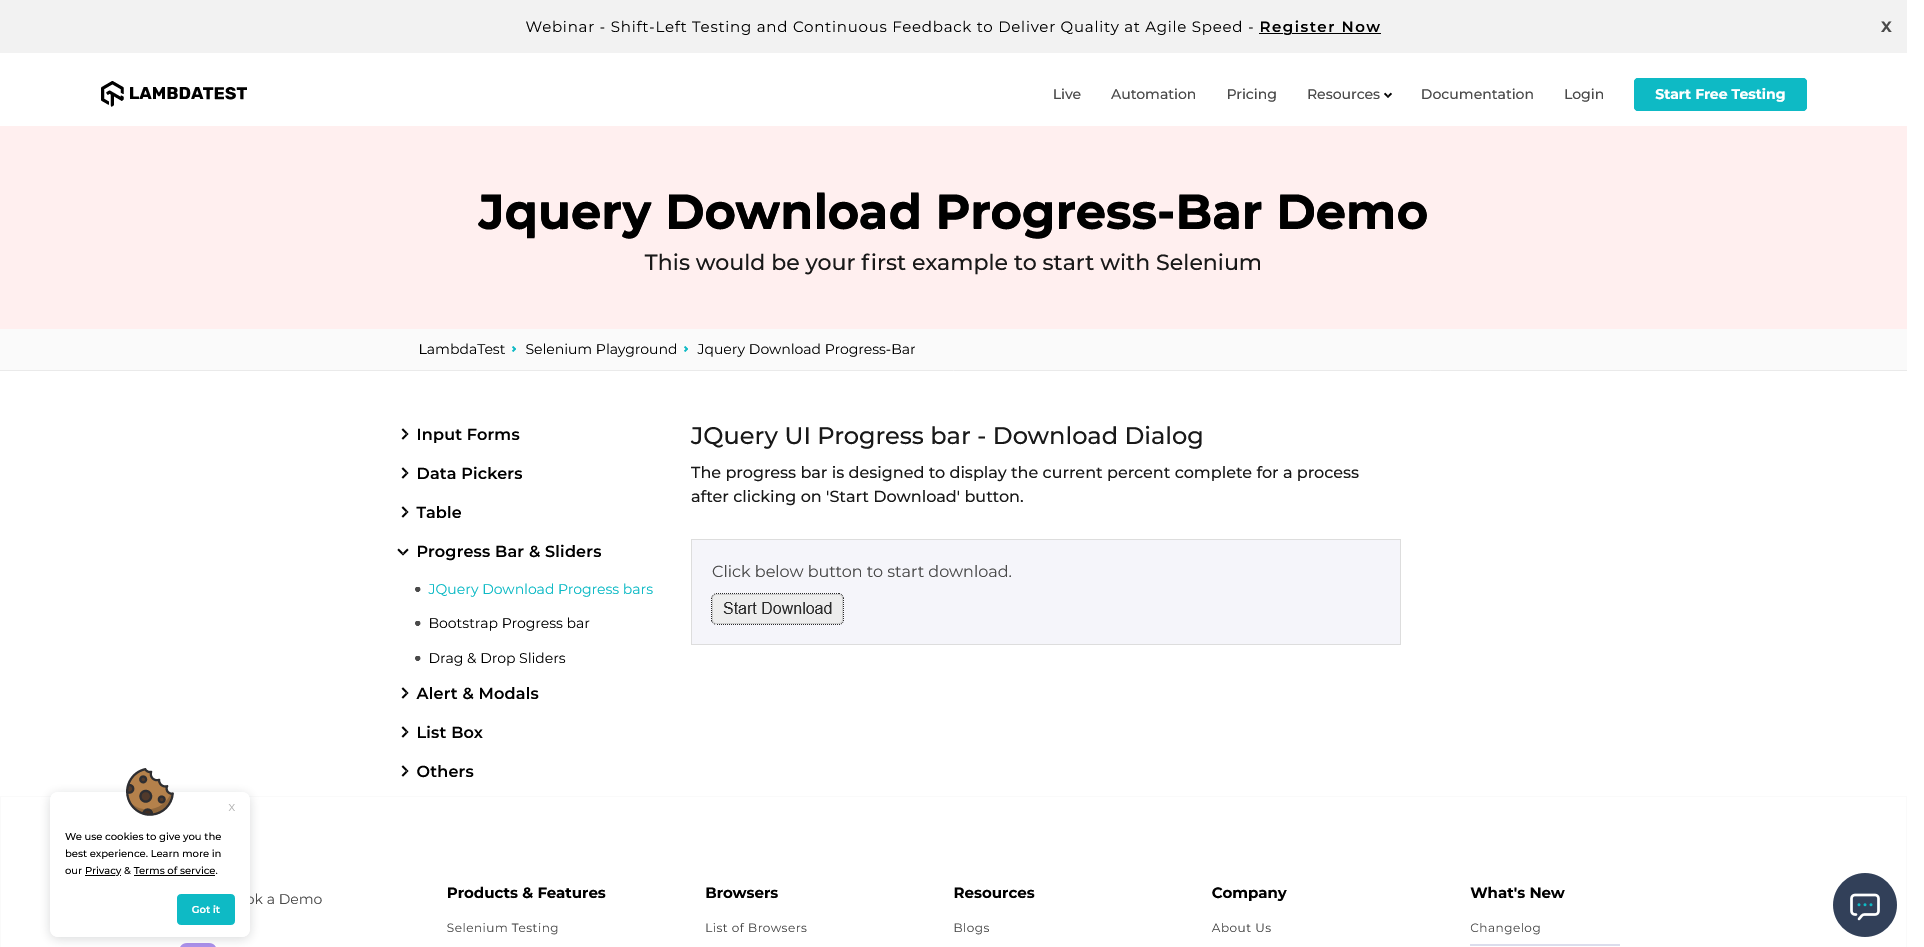 Webinar - Shift-Left Testing and Continuous Feedback to Deliver Quality at Agile Speed - Register Now
X
LAMBDATEST
Live
Automation
Pricing
Resources
Documentation
Login
Start Free Testing
Jquery Download Progress-Bar Demo
This would be your first example to start with Selenium
LambdaTest
Selenium Playground
Jquery Download Progress-Bar
Input Forms
Data Pickers
Table
Progress Bar & Sliders
JQuery Download Progress bars
Bootstrap Progress bar
Drag & Drop Sliders
Alert & Modals
List Box
Others
JQuery UI Progress bar - Download Dialog
The progress bar is designed to display the current percent complete for a process
after clicking on 'Start Download' button.
Click below button to start download.
Start Download
x
We use cookies to give you the
best experience. Learn more in
our Privacy & Terms of service.
Got it
a Demo
Products & Features
Selenium Testing
Browsers
List of Browsers
Resources
Blogs
Company
About Us
What's New
Changelog